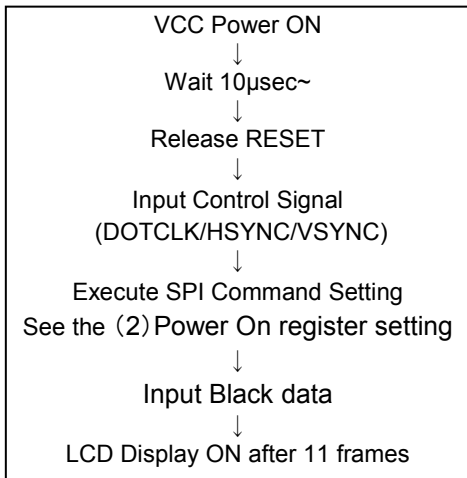 VCC Power ON
↓
Wait 10µsec~
↓
Release RESET
↓
Input Control Signal
(DOTCLK/HSYNC/VSYNC)
↓
Execute SPI Command Setting
See the（2）Power On register setting
↓
Input Black data
↓
LCD Display ON after 11 frames